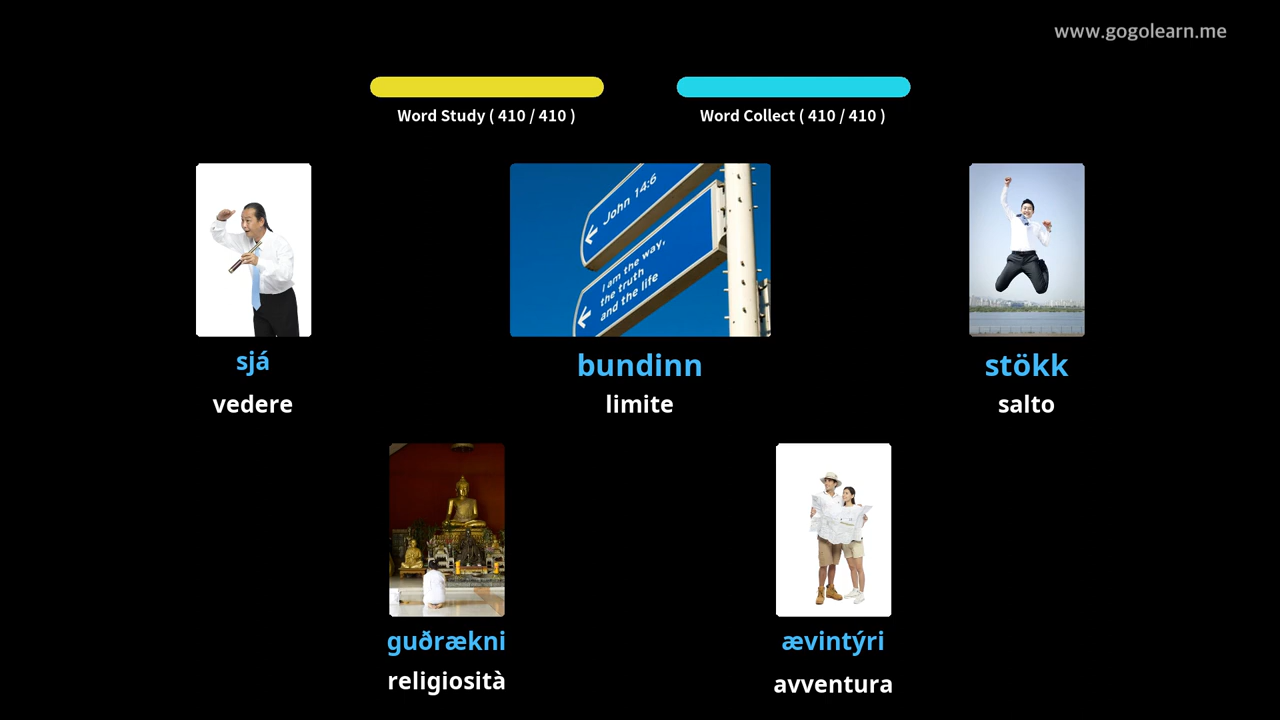 www.gogolearn.me
Word Study ( 410 / 410 )
Word Collect ( 410 / 410 )
John 14:6
I am the way,
the truth
and the life
sjá
vedere
bundinn
limite
stökk
salto
guðrækni
religiosità
ævintýri
avventura